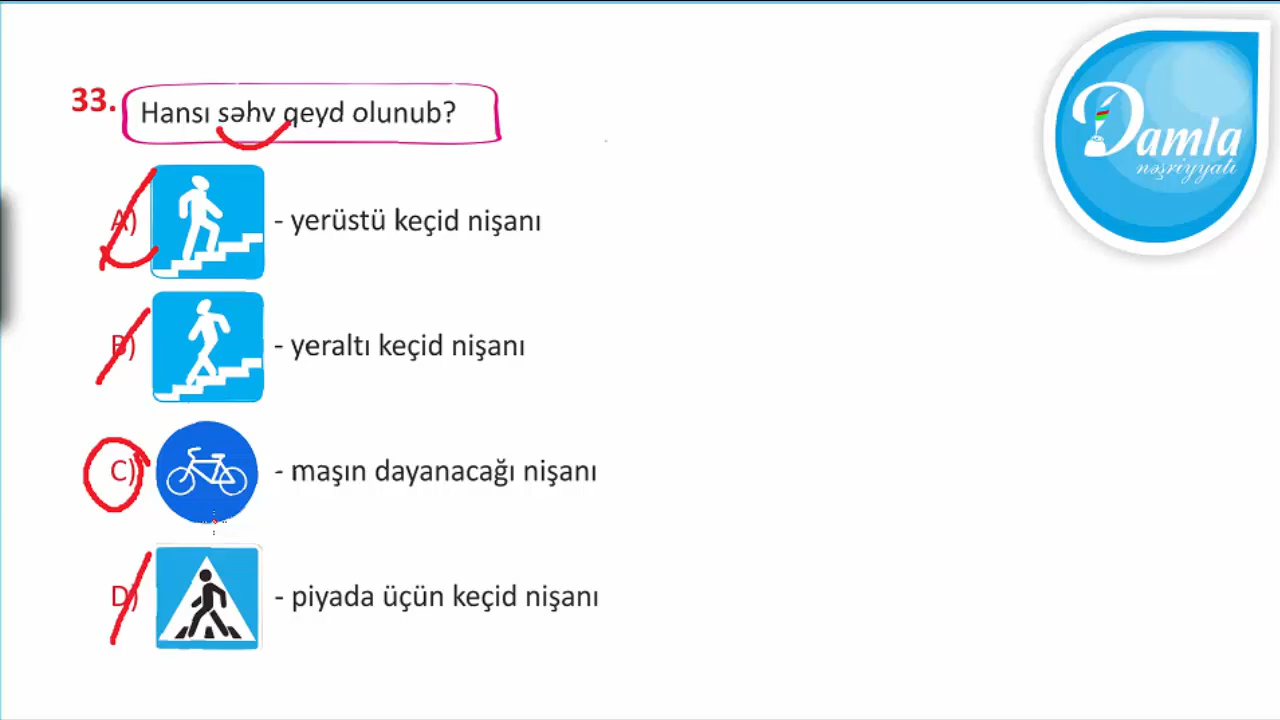 33. Hansı səhv qeyd olunub?
Damla
nəşriyyatı
A) - yerüstü keçid nişanı
B) - yeraltı keçid nişanı
C) - maşın dayanacağı nişanı
D) - piyada üçün keçid nişanı